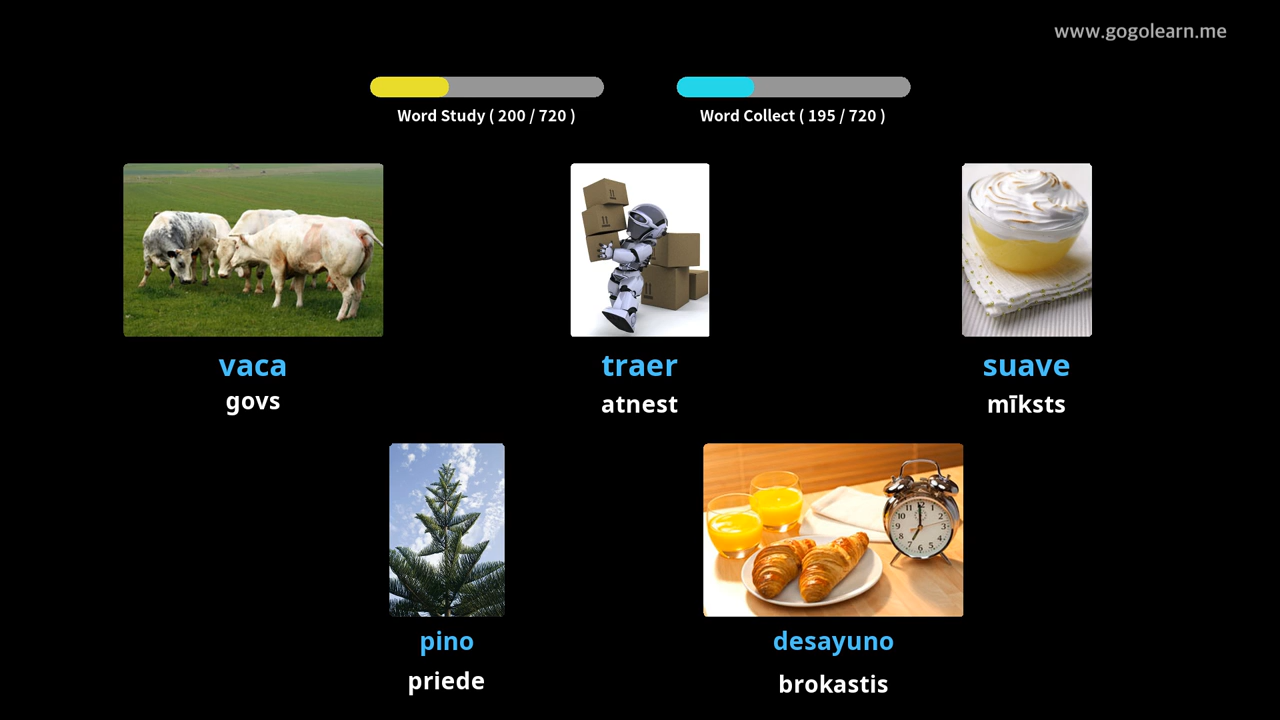 www.gogolearn.me
Word Study ( 200 / 720 )
Word Collect ( 195 / 720 )
vaca
govs
traer
atnest
suave
mīksts
pino
priede
desayuno
brokastis